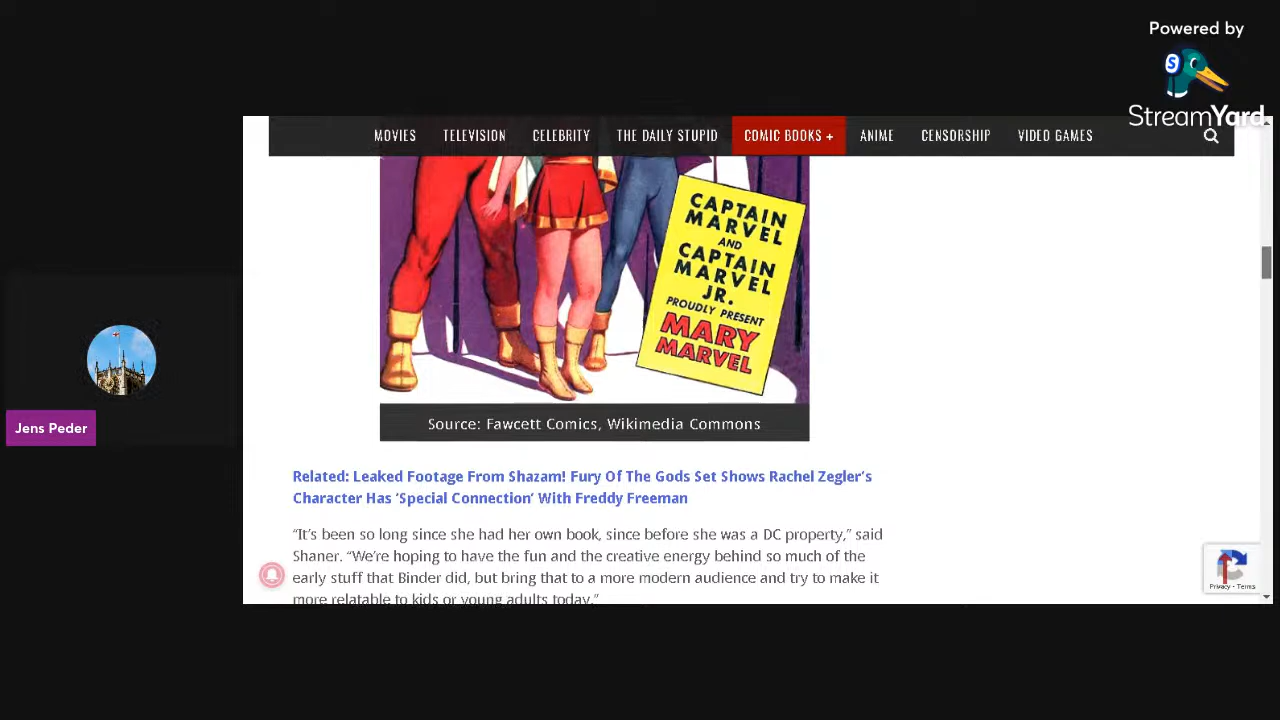 Powered by
S
StreamYard
MOVIES TELEVISION CELEBRITY THE DAILY STUPID COMIC BOOKS + ANIME CENSORSHIP VIDEO GAMES
CAPTAIN
MARVEL
AND
CAPTAIN
MARVEL
JR.
PROUDLY PRESENT
MARY
MARVEL
Source: Fawcett Comics, Wikimedia Commons
Jens Peder
Related: Leaked Footage From Shazam! Fury Of The Gods Set Shows Rachel Zegler’s
Character Has ‘Special Connection’ With Freddy Freeman
“It’s been so long since she had her own book, since before she was a DC property,” said
Shaner. “We’re hoping to have the fun and the creative energy behind so much of the
early stuff that Binder did, but bring that to a more modern audience and try to make it
more relatable to kids or young adults today.”
Privacy - Terms